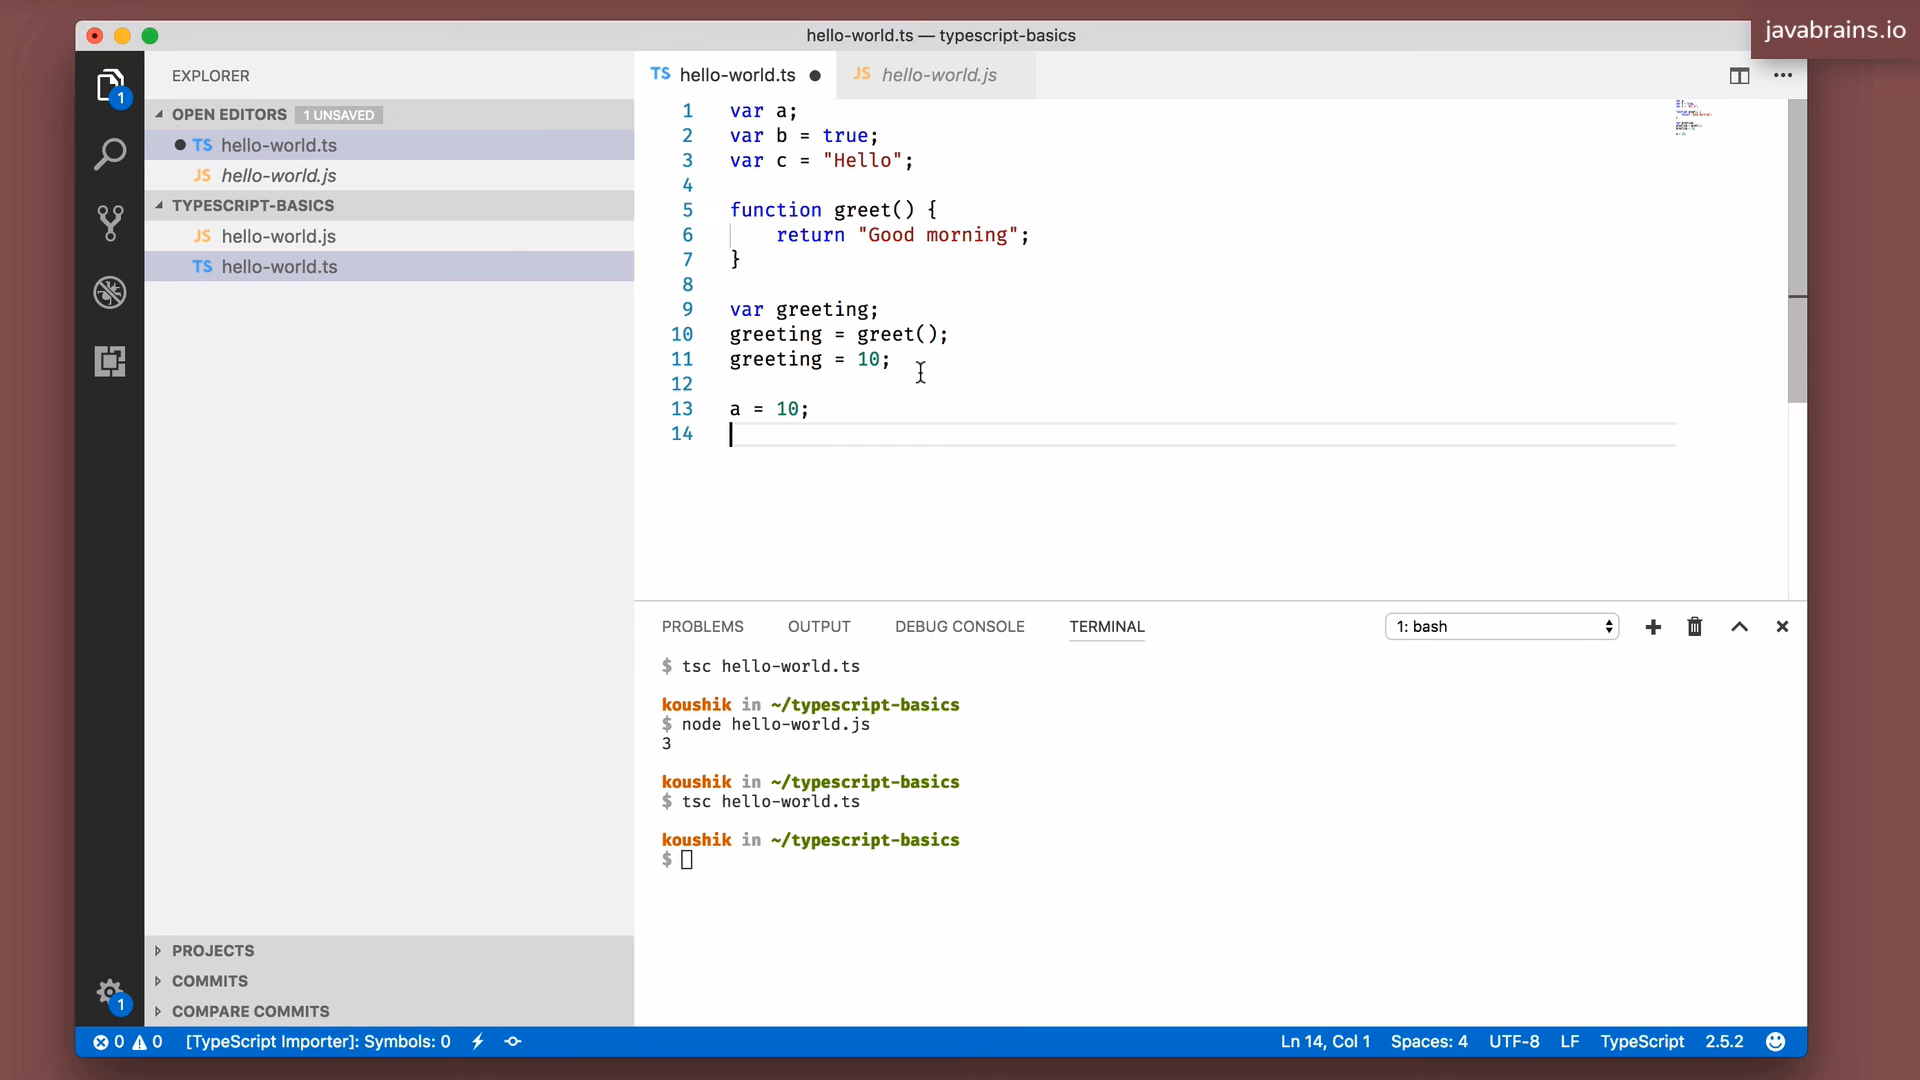 hello-world.ts — typescript-basics
javabrains.io
EXPLORER
OPEN EDITORS 1 UNSAVED
TS hello-world.ts
JS hello-world.js
TYPESCRIPT-BASICS
JS hello-world.js
TS hello-world.ts
PROJECTS
COMMITS
COMPARE COMMITS
1
1
TS hello-world.ts
JS hello-world.js
1 var a;
2 var b = true;
3 var c = "Hello";
4
5 function greet() {
6 return "Good morning";
7 }
8
9 var greeting;
10 greeting = greet();
11 greeting = 10;
12
13 a = 10;
14
PROBLEMS OUTPUT DEBUG CONSOLE TERMINAL 1: bash
$ tsc hello-world.ts
koushik in ~/typescript-basics
$ node hello-world.js
3
koushik in ~/typescript-basics
$ tsc hello-world.ts
koushik in ~/typescript-basics
$
0 0 [TypeScript Importer]: Symbols: 0 Ln 14, Col 1 Spaces: 4 UTF-8 LF TypeScript 2.5.2